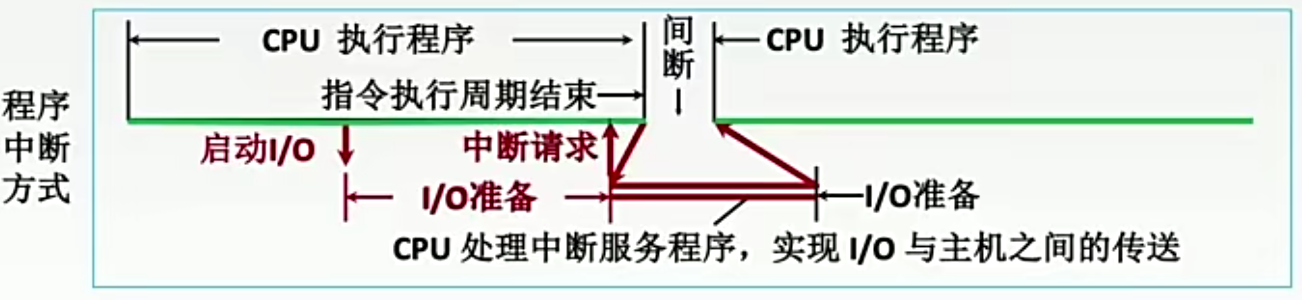 CPU 执行程序
间断
CPU 执行程序
指令执行周期结束
程序中断方式
启动I/O
中断请求
I/O准备
I/O准备
CPU 处理中断服务程序，实现 I/O 与主机之间的传送